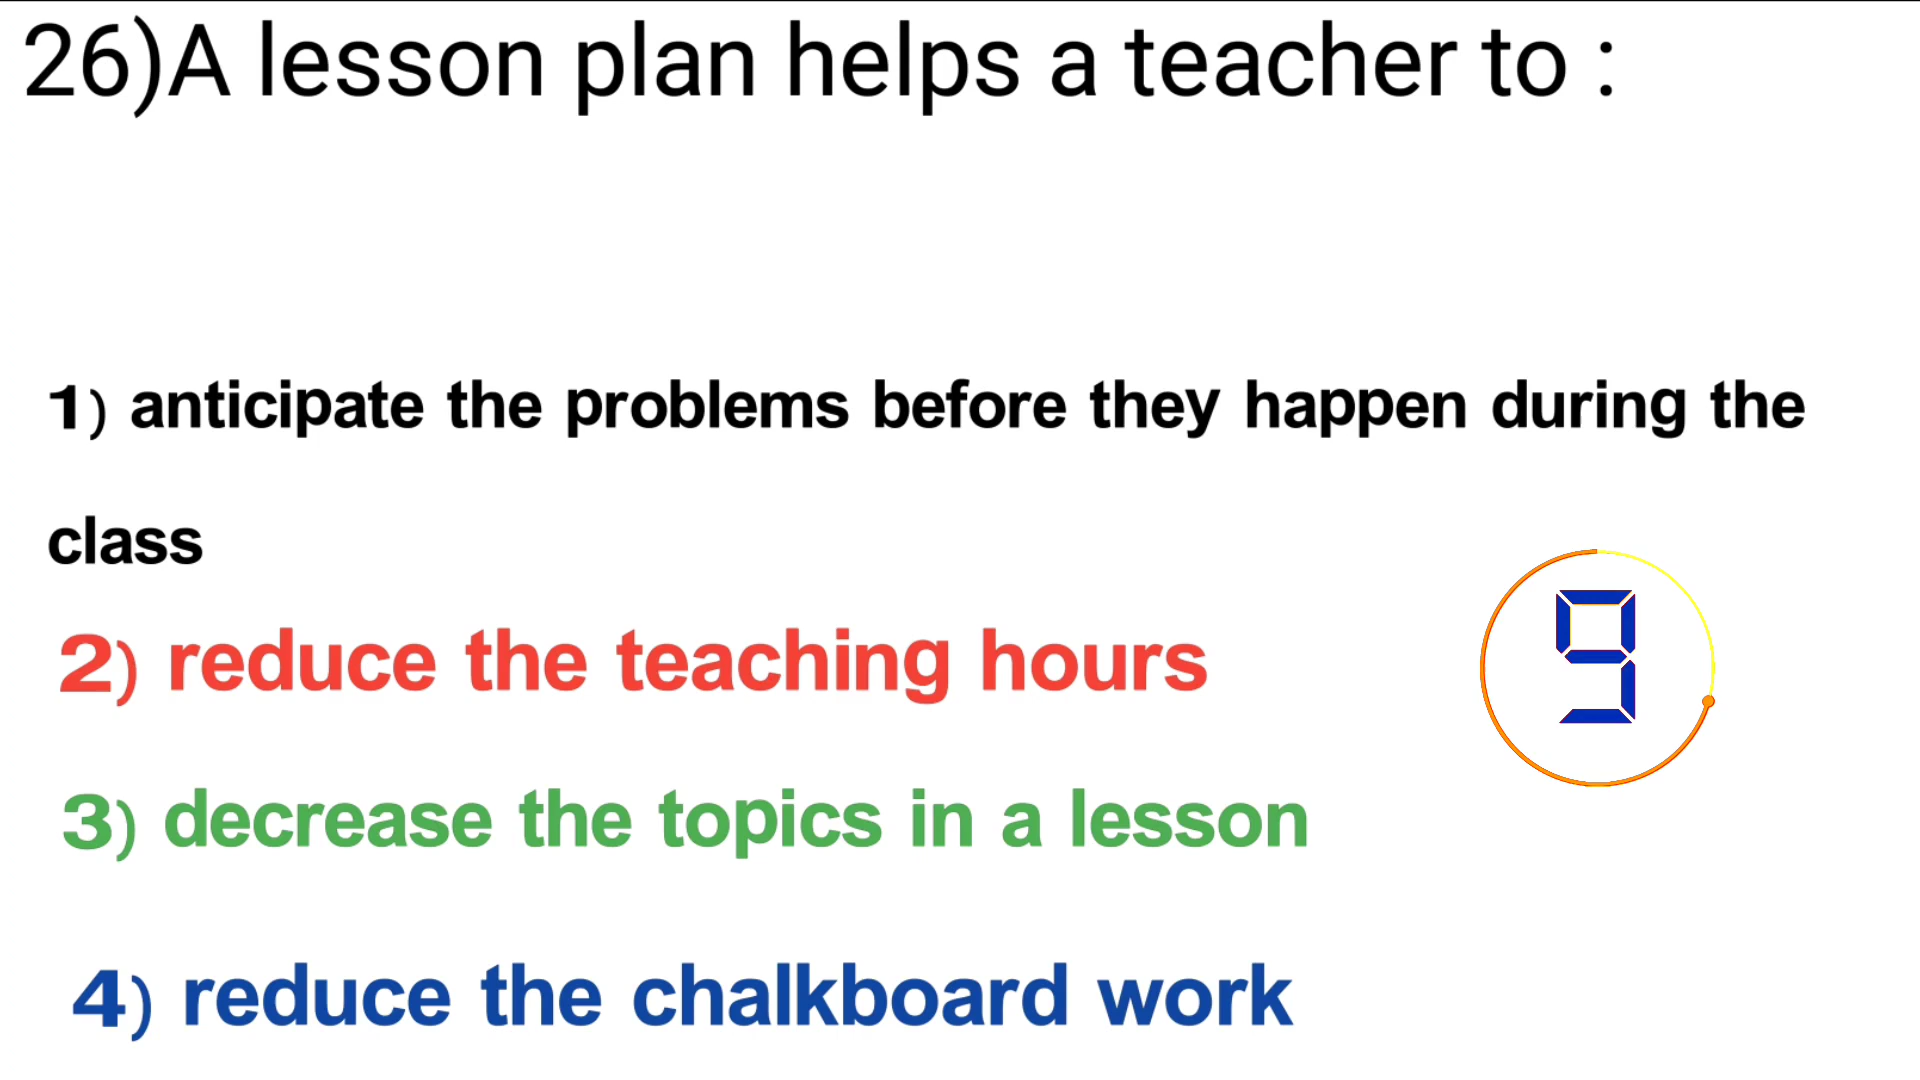 26)A lesson plan helps a teacher to :
1) anticipate the problems before they happen during the
class
2) reduce the teaching hours
9
3) decrease the topics in a lesson
4) reduce the chalkboard work